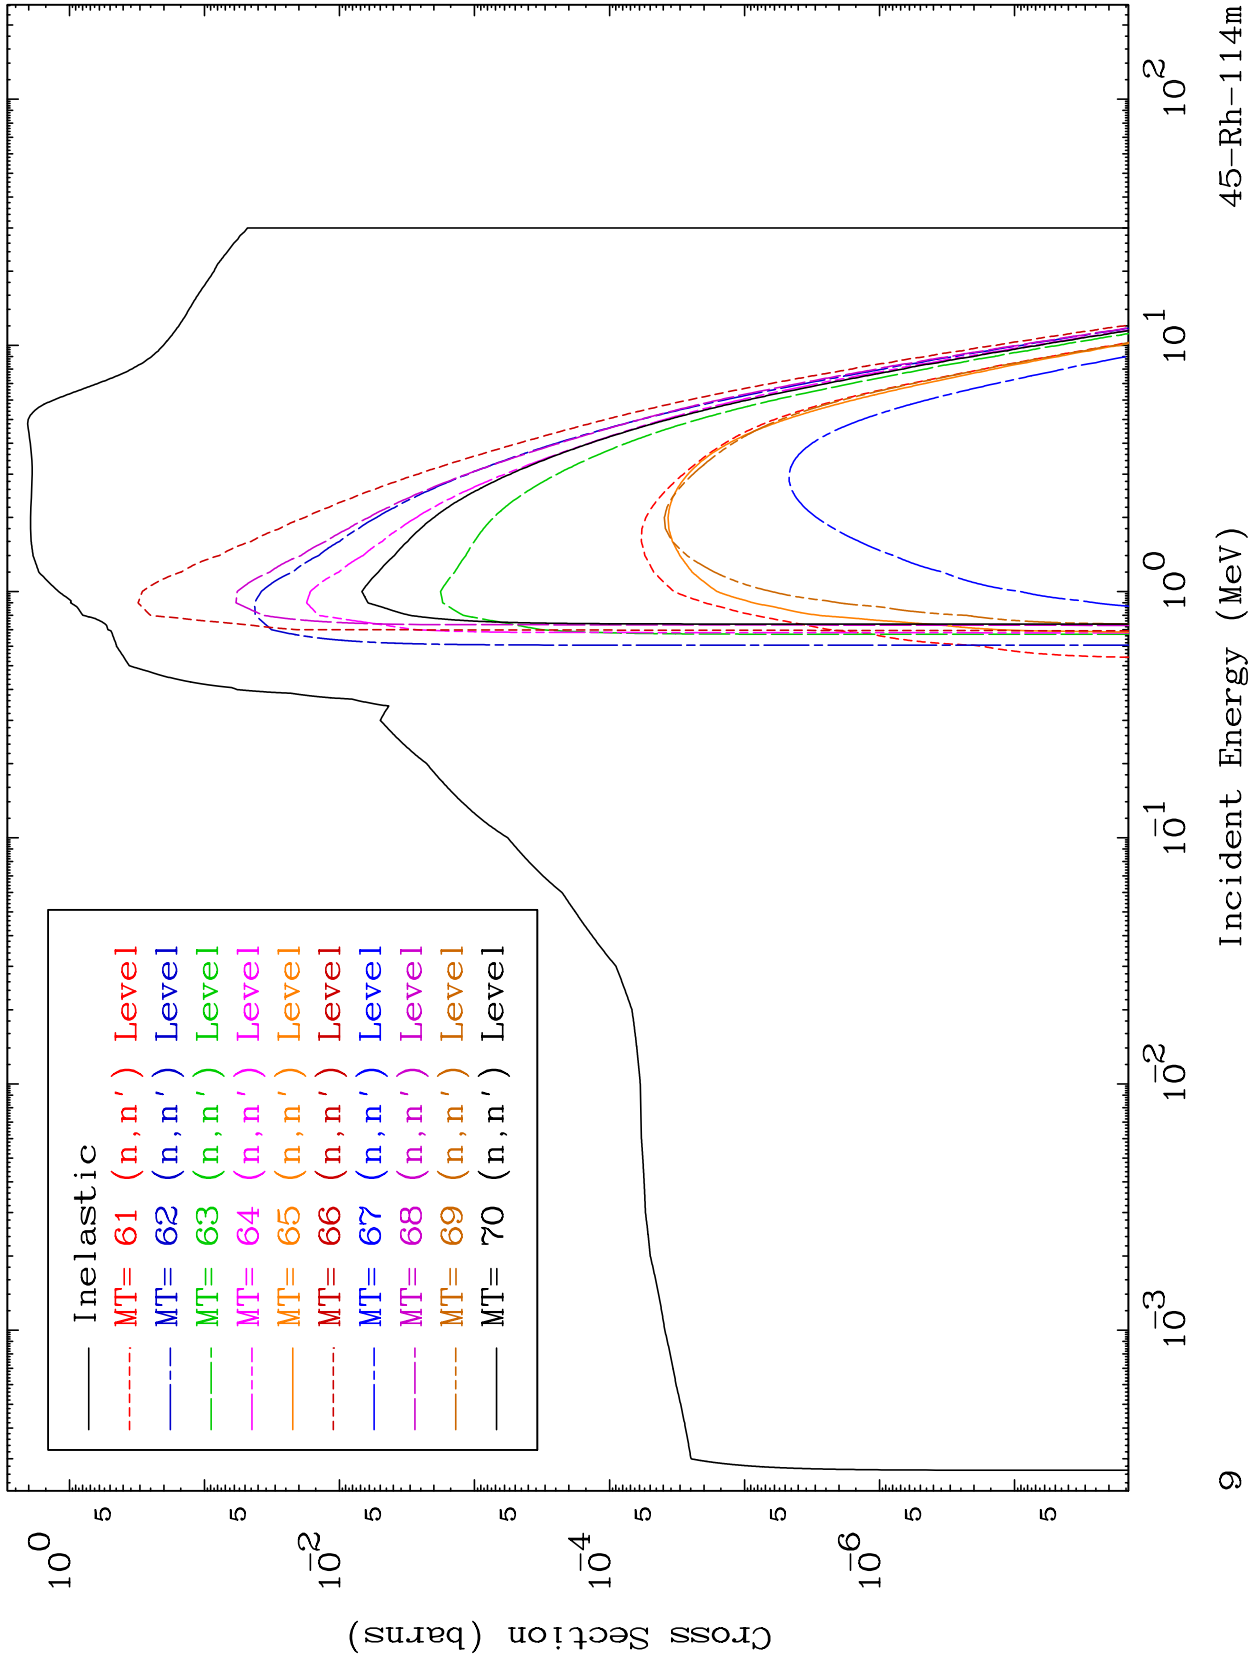 Inelastic
MT= 61 (n,n') Level
MT= 62 (n,n') Level
MT= 63 (n,n') Level
MT= 64 (n,n') Level
MT= 65 (n,n') Level
MT= 66 (n,n') Level
MT= 67 (n,n') Level
MT= 68 (n,n') Level
MT= 69 (n,n') Level
MT= 70 (n,n') Level
Cross Section (barns)
10^0
5
5
10^-2
5
5
10^-4
5
5
10^-6
5
5
10^-3
10^-2
10^-1
10^0
10^1
10^2
9
Incident Energy (MeV)
45-Rh-114m